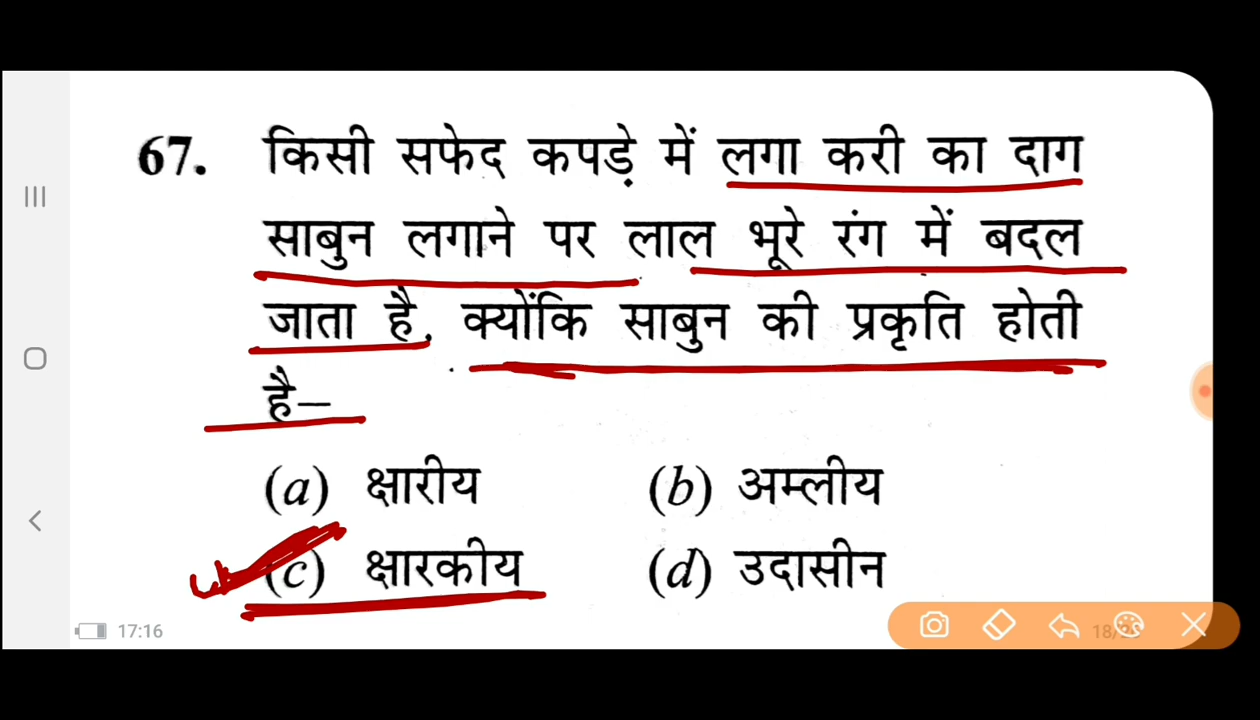 67. किसी सफेद कपड़े में लगा करी का दाग
साबुन लगाने पर लाल भूरे रंग में बदल
जाता है, क्योंकि साबुन की प्रकृति होती
है–
(a) क्षारीय (b) अम्लीय
(c) क्षारकीय (d) उदासीन
17:16